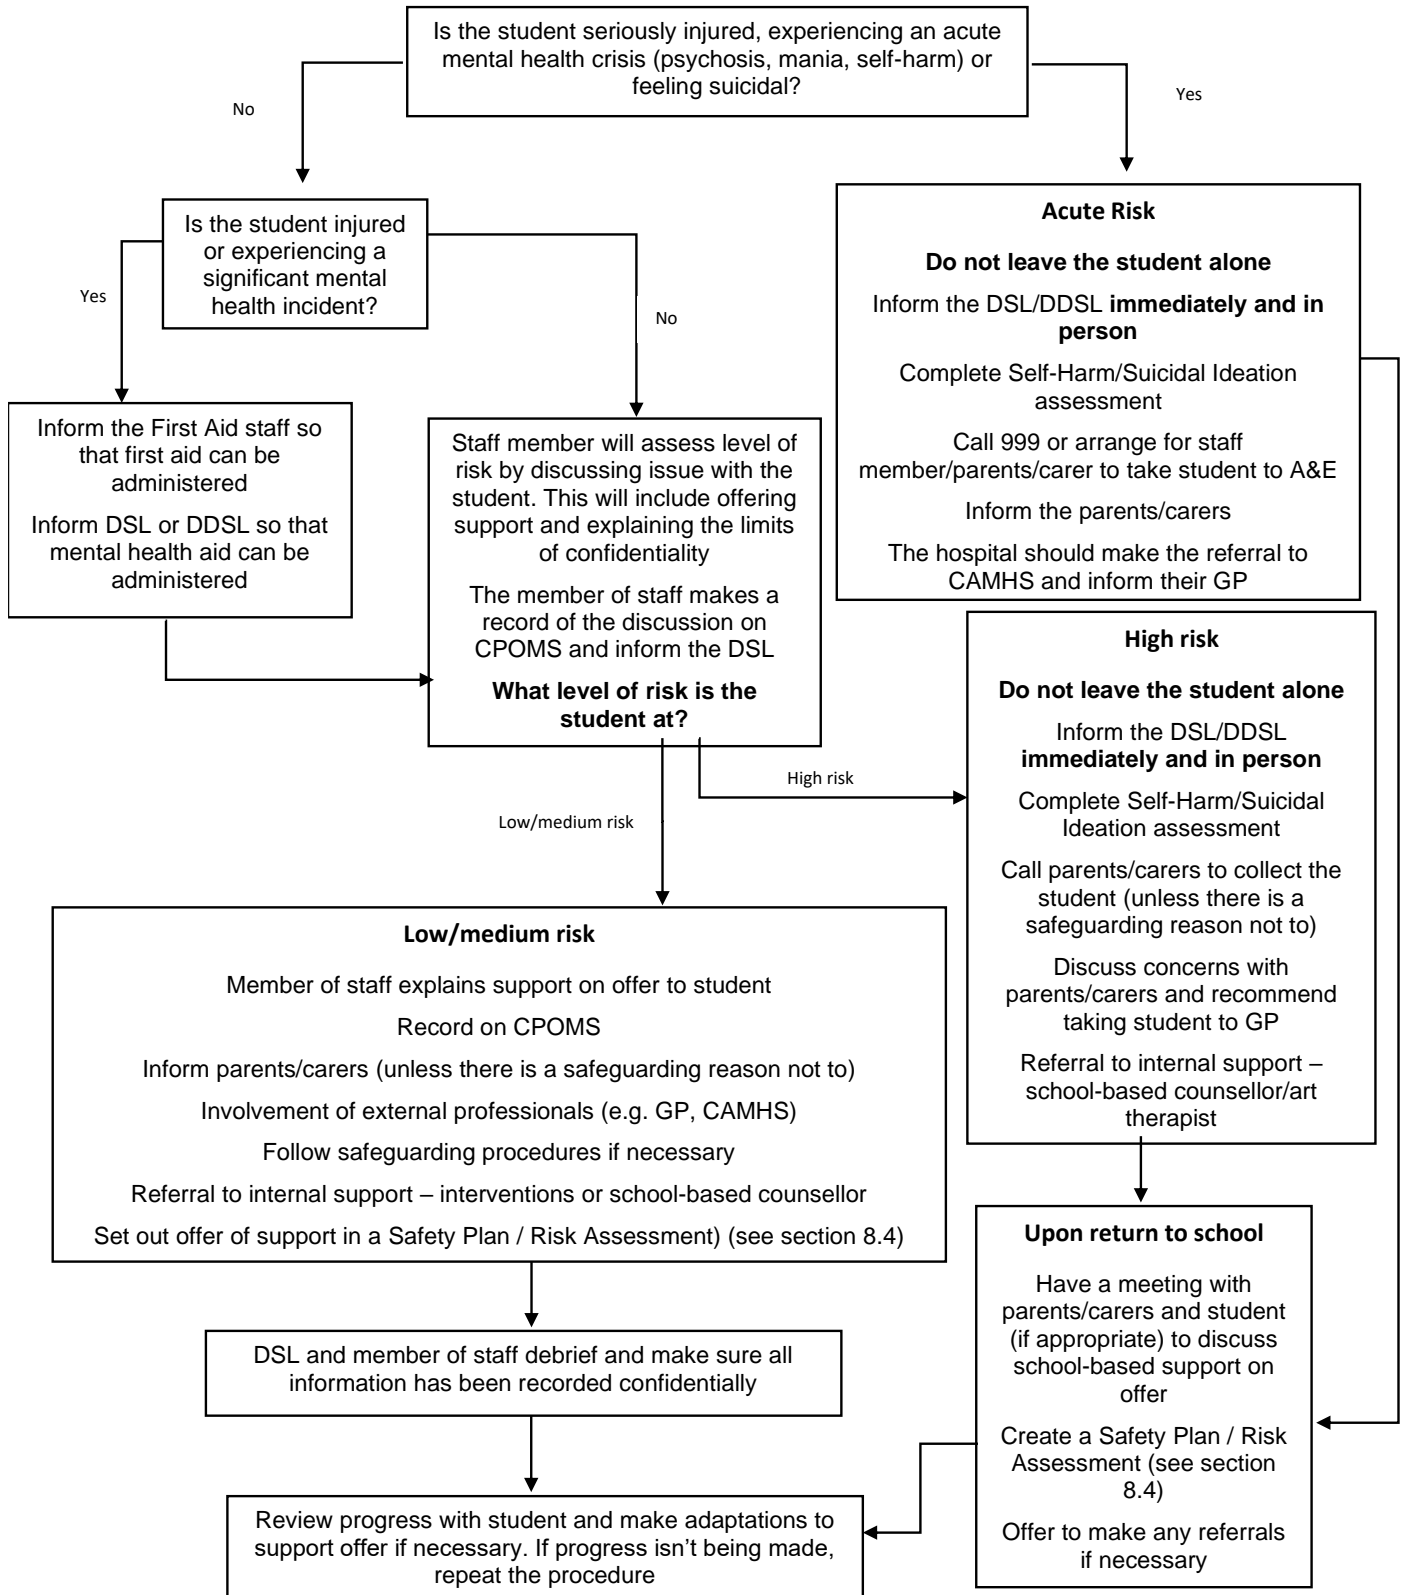 Is the student seriously injured, experiencing an acute
mental health crisis (psychosis, mania, self-harm) or
feeling suicidal?
No
Yes
Is the student injured
or experiencing a
significant mental
health incident?
Yes
No
Acute Risk
Do not leave the student alone
Inform the DSL/DDSL immediately and in
person
Complete Self-Harm/Suicidal Ideation
assessment
Call 999 or arrange for staff
member/parents/carer to take student to A&E
Inform the parents/carers
The hospital should make the referral to
CAMHS and inform their GP
Inform the First Aid staff so
that first aid can be
administered
Inform DSL or DDSL so that
mental health aid can be
administered
Staff member will assess level of
risk by discussing issue with the
student. This will include offering
support and explaining the limits
of confidentiality
The member of staff makes a
record of the discussion on
CPOMS and inform the DSL
What level of risk is the
student at?
High risk
Low/medium risk
High risk
Do not leave the student alone
Inform the DSL/DDSL
immediately and in person
Complete Self-Harm/Suicidal
Ideation assessment
Call parents/carers to collect the
student (unless there is a
safeguarding reason not to)
Discuss concerns with
parents/carers and recommend
taking student to GP
Referral to internal support –
school-based counsellor/art
therapist
Low/medium risk
Member of staff explains support on offer to student
Record on CPOMS
Inform parents/carers (unless there is a safeguarding reason not to)
Involvement of external professionals (e.g. GP, CAMHS)
Follow safeguarding procedures if necessary
Referral to internal support – interventions or school-based counsellor
Set out offer of support in a Safety Plan / Risk Assessment) (see section 8.4)
Upon return to school
Have a meeting with
parents/carers and student
(if appropriate) to discuss
school-based support on
offer
Create a Safety Plan / Risk
Assessment (see section
8.4)
Offer to make any referrals
if necessary
DSL and member of staff debrief and make sure all
information has been recorded confidentially
Review progress with student and make adaptations to
support offer if necessary. If progress isn’t being made,
repeat the procedure